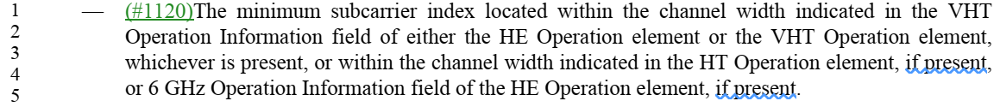 1 — (#1120)The minimum subcarrier index located within the channel width indicated in the VHT
2 Operation Information field of either the HE Operation element or the VHT Operation element,
3 whichever is present, or within the channel width indicated in the HT Operation element, if present,
4 or 6 GHz Operation Information field of the HE Operation element, if present.
5